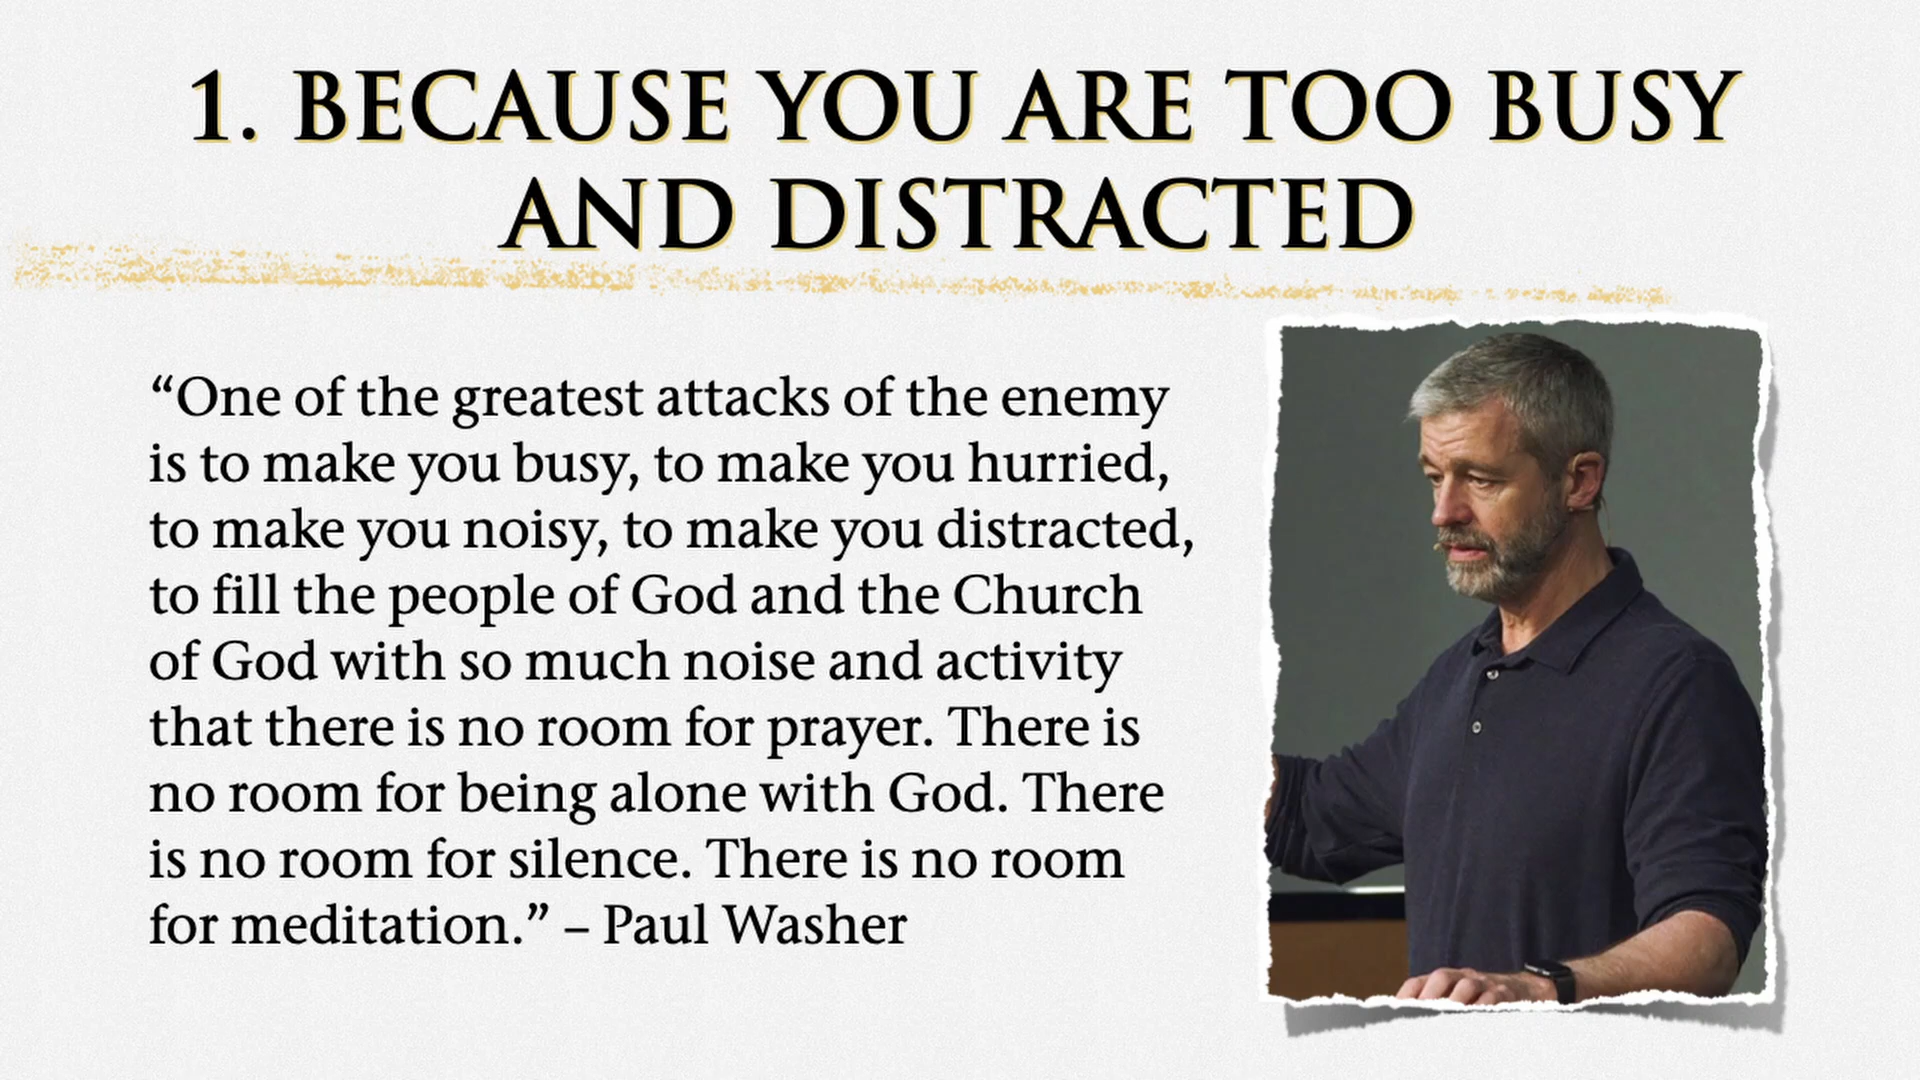 1. BECAUSE YOU ARE TOO BUSY
AND DISTRACTED
“One of the greatest attacks of the enemy
is to make you busy, to make you hurried,
to make you noisy, to make you distracted,
to fill the people of God and the Church
of God with so much noise and activity
that there is no room for prayer. There is
no room for being alone with God. There
is no room for silence. There is no room
for meditation.” – Paul Washer